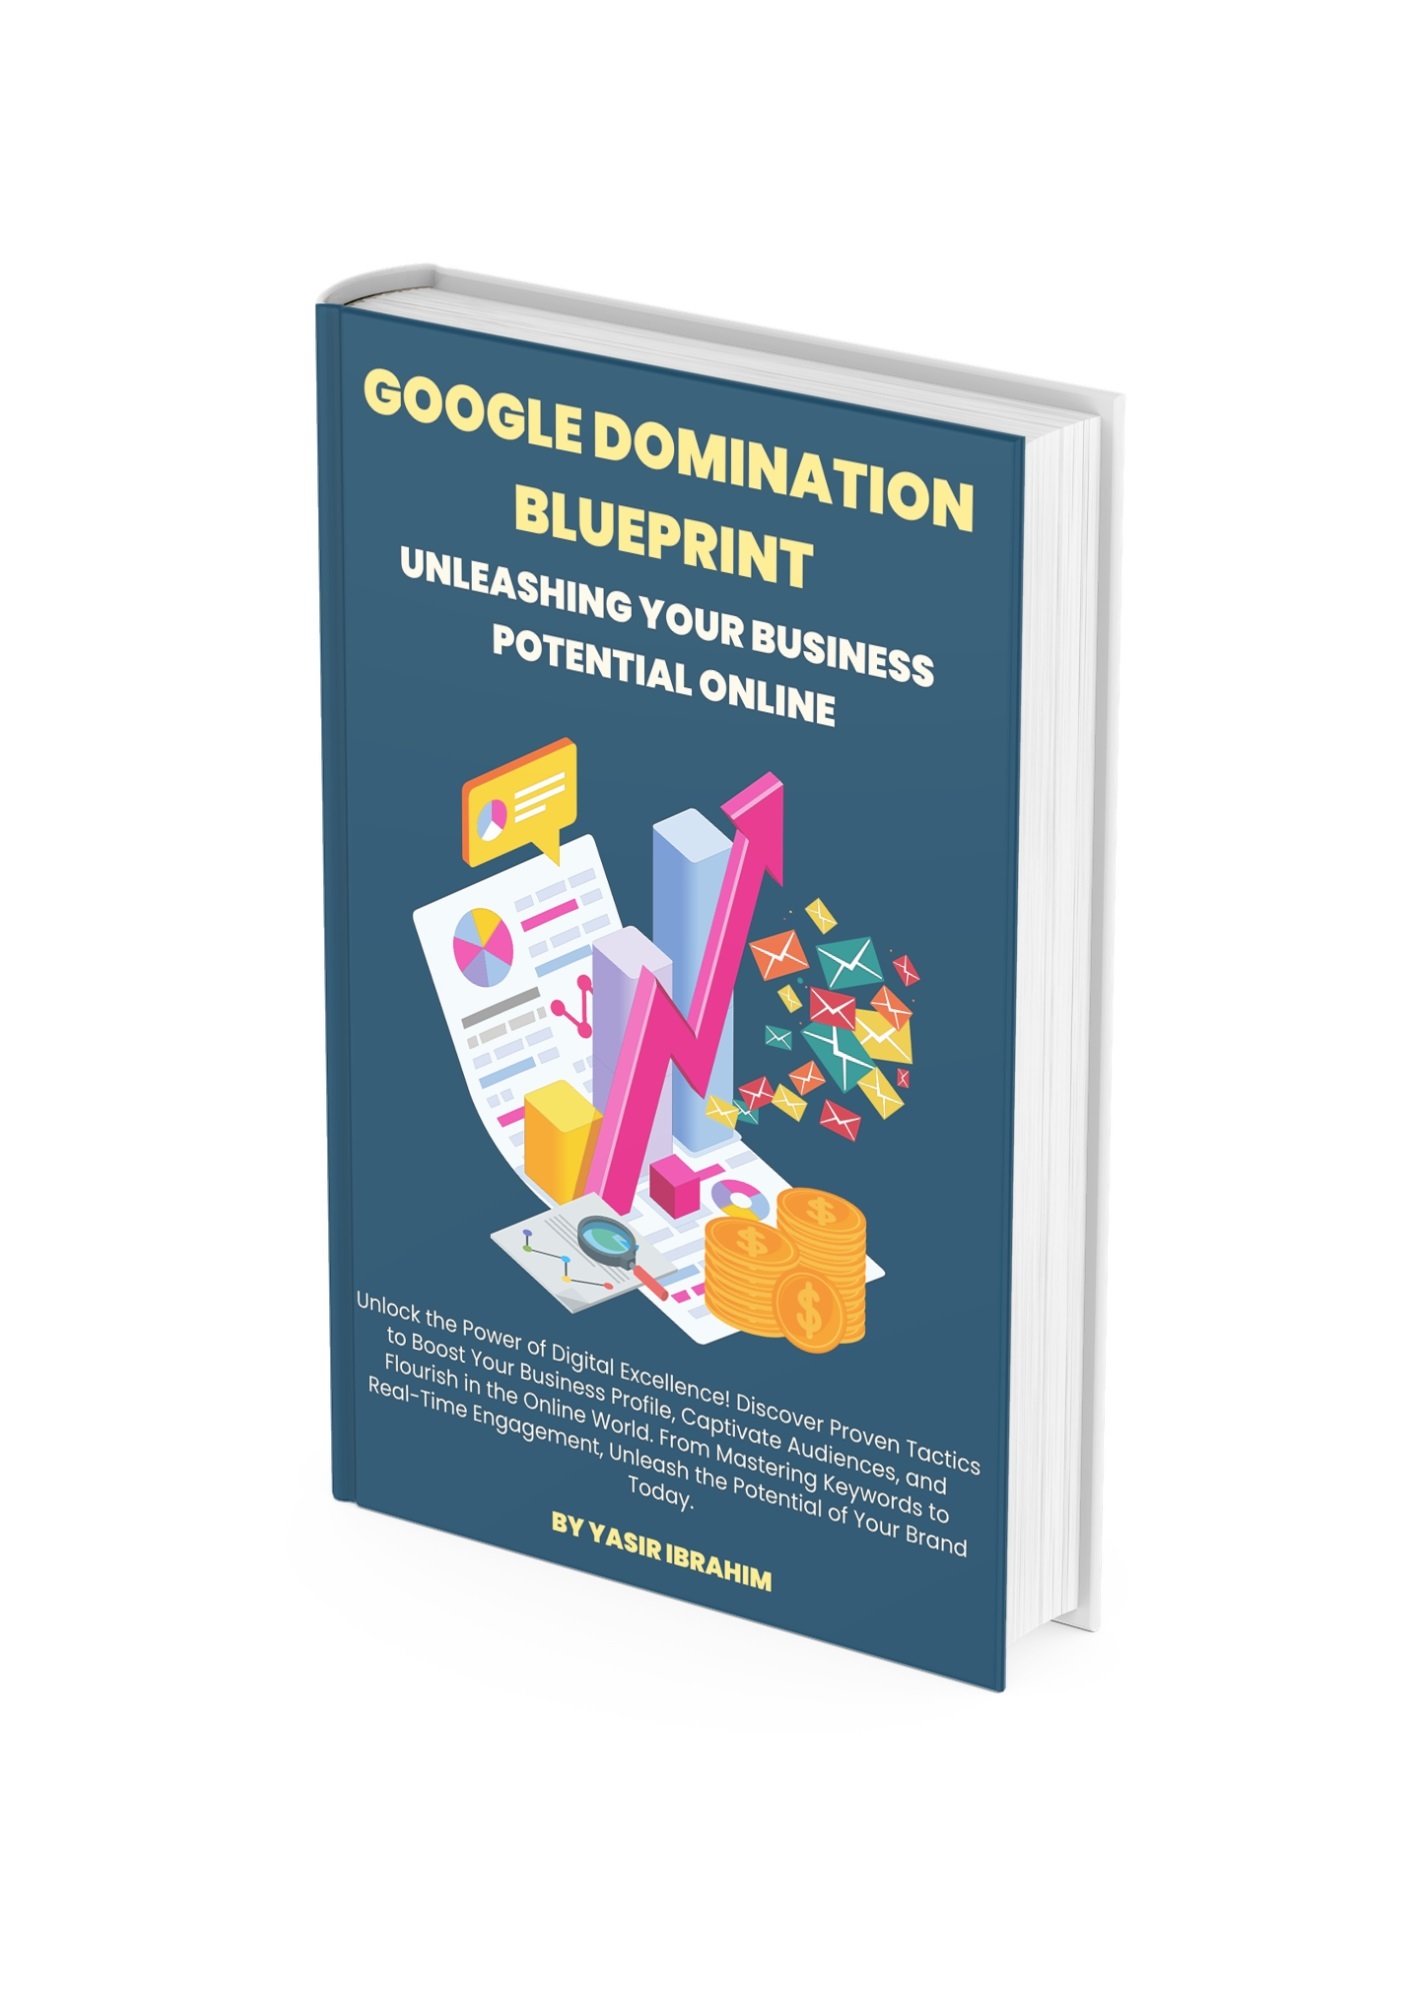 GOOGLE DOMINATION
BLUEPRINT
UNLEASHING YOUR BUSINESS
POTENTIAL ONLINE
Unlock the Power of Digital Excellence! Discover Proven Tactics
to Boost Your Business Profile, Captivate Audiences, and
Flourish in the Online World. From Mastering Keywords to
Real-Time Engagement, Unleash the Potential of Your Brand
Today.
BY YASIR IBRAHIM